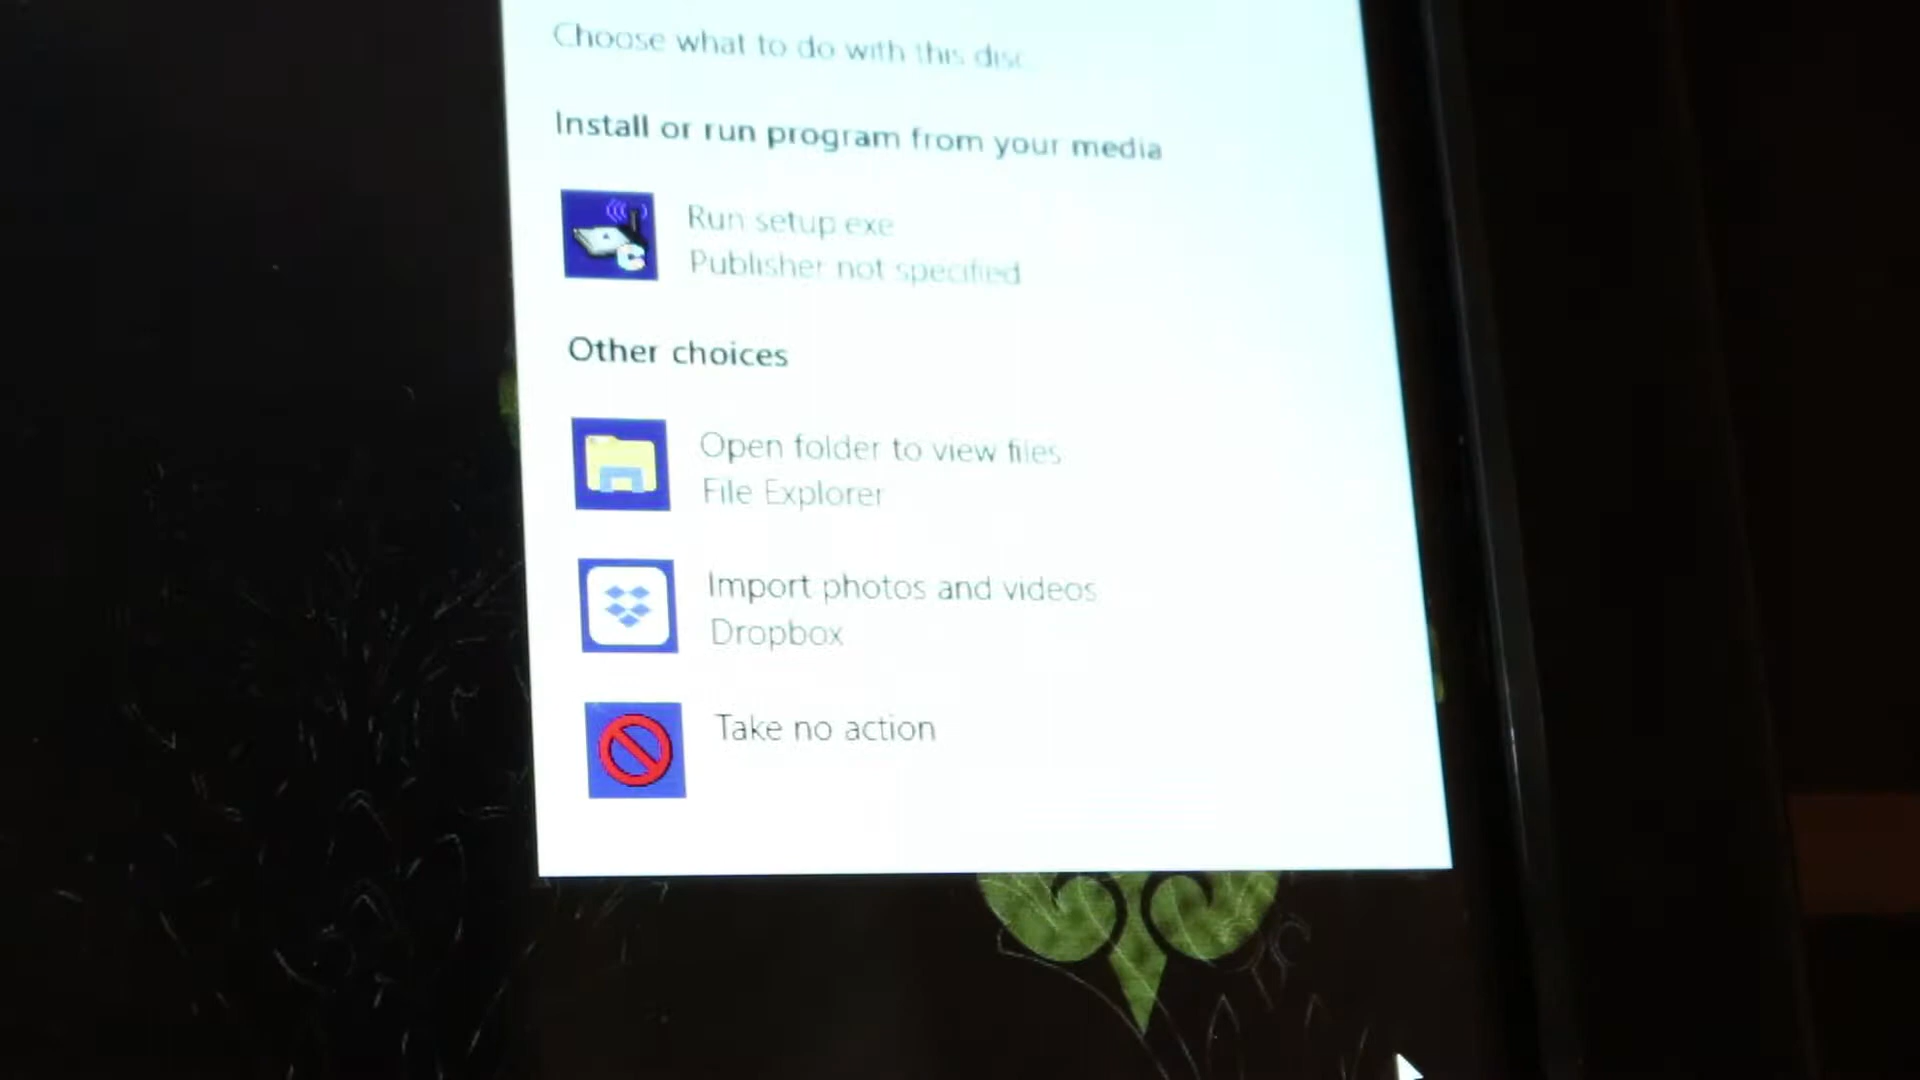 Choose what to do with this disc.
Install or run program from your media
Run setup.exe
Publisher not specified
Other choices
Open folder to view files
File Explorer
Import photos and videos
Dropbox
Take no action